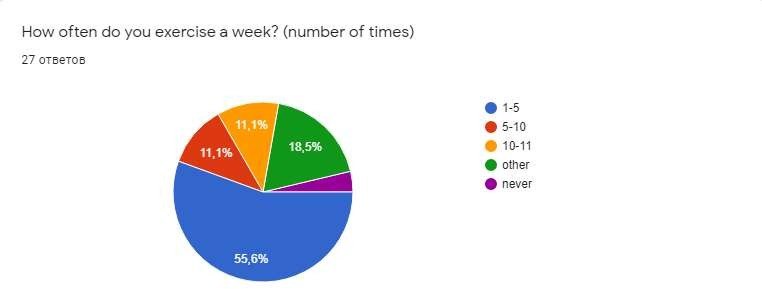 How often do you exercise a week? (number of times)
27 ответов
11,1%
11,1%
18,5%
55,6%
1-5
5-10
10-11
other
never